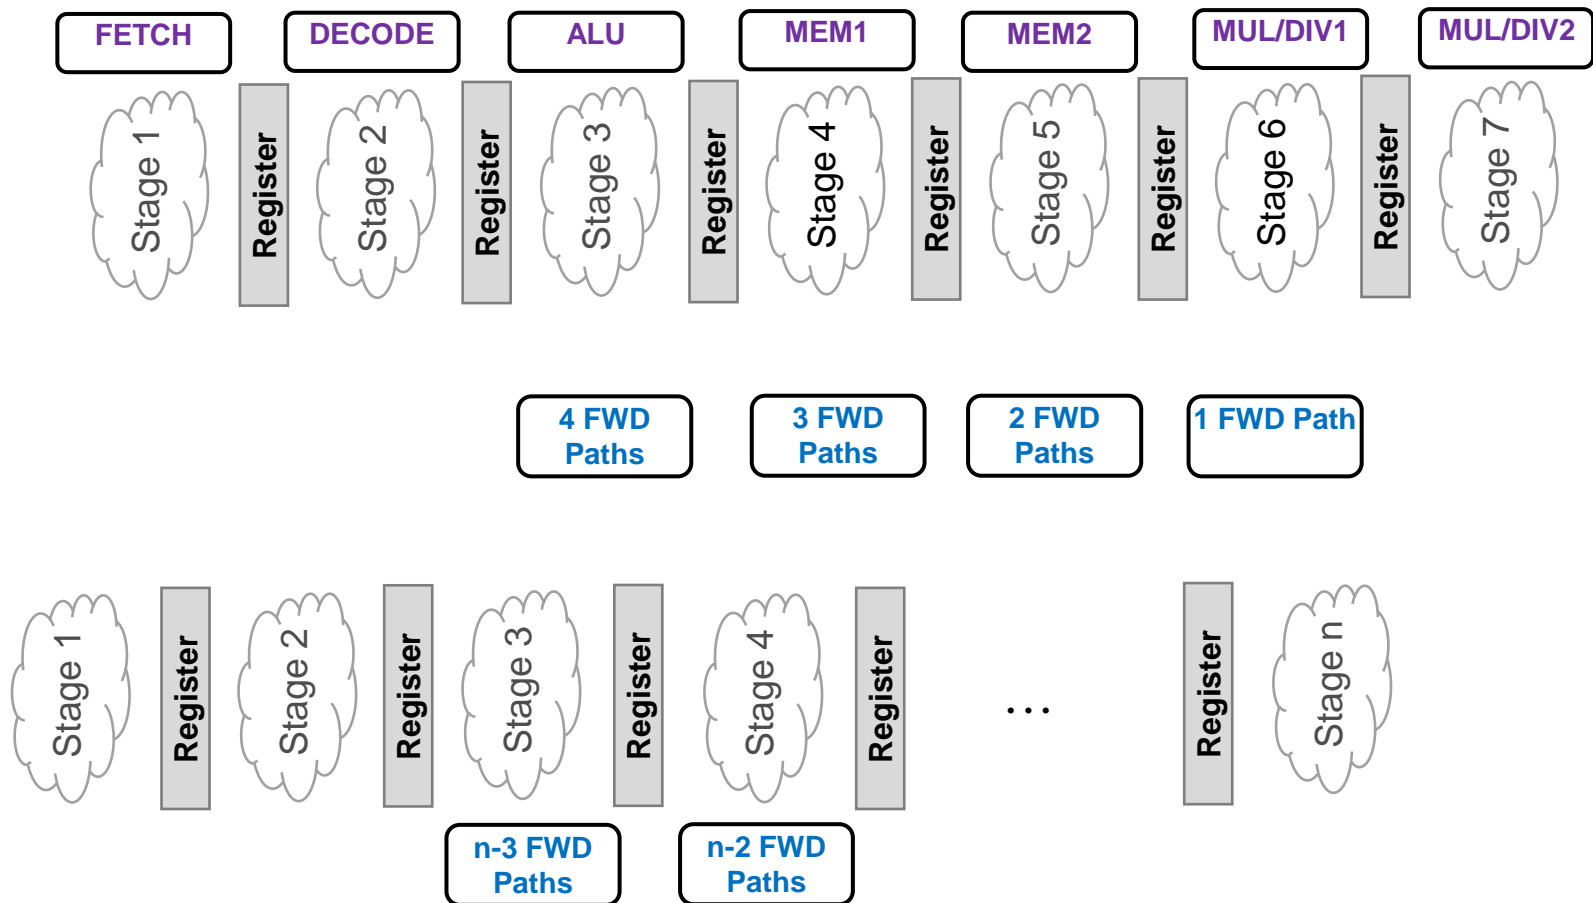 FETCH
DECODE
ALU
MEM1
MEM2
MUL/DIV1
MUL/DIV2
Stage 1
Register
Stage 2
Register
Stage 3
Register
Stage 4
Register
Stage 5
Register
Stage 6
Register
Stage 7
4 FWD
Paths
3 FWD
Paths
2 FWD
Paths
1 FWD Path
Stage 1
Register
Stage 2
Register
Stage 3
Register
Stage 4
Register
...
Register
Stage n
n-3 FWD
Paths
n-2 FWD
Paths